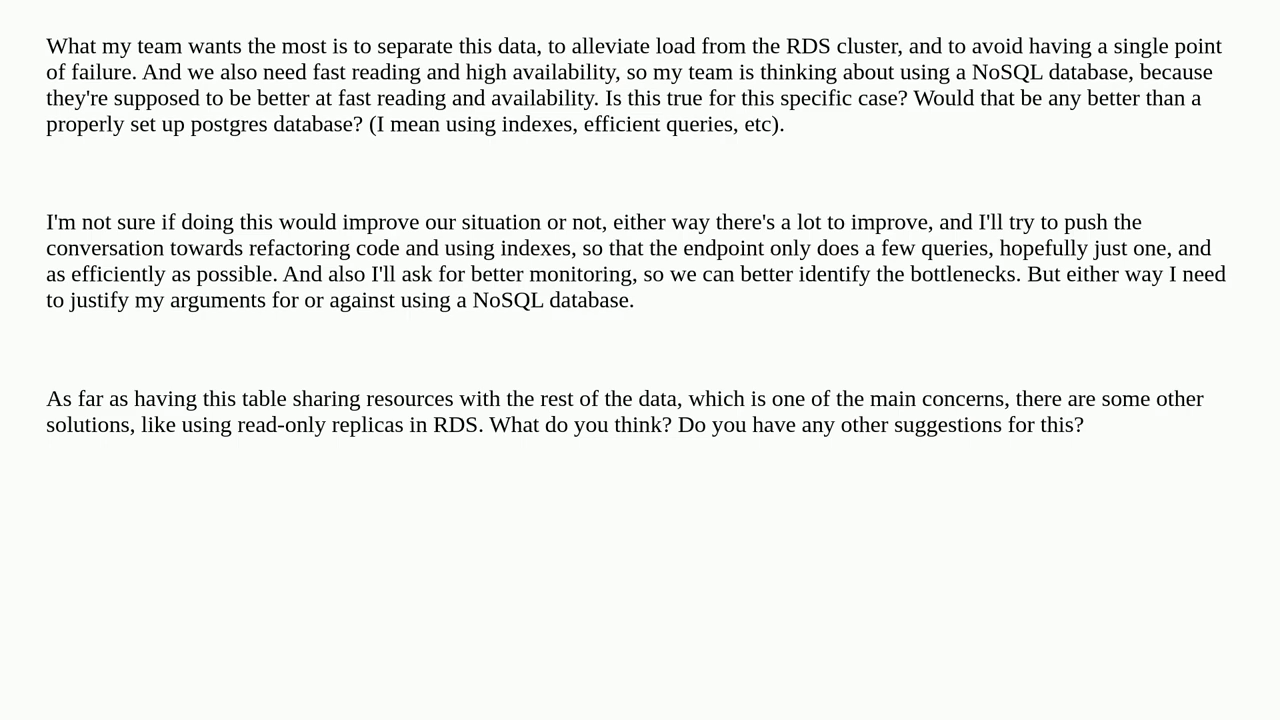 What my team wants the most is to separate this data, to alleviate load from the RDS cluster, and to avoid having a single point
of failure. And we also need fast reading and high availability, so my team is thinking about using a NoSQL database, because
they're supposed to be better at fast reading and availability. Is this true for this specific case? Would that be any better than a
properly set up postgres database? (I mean using indexes, efficient queries, etc).
I'm not sure if doing this would improve our situation or not, either way there's a lot to improve, and I'll try to push the
conversation towards refactoring code and using indexes, so that the endpoint only does a few queries, hopefully just one, and
as efficiently as possible. And also I'll ask for better monitoring, so we can better identify the bottlenecks. But either way I need
to justify my arguments for or against using a NoSQL database.
As far as having this table sharing resources with the rest of the data, which is one of the main concerns, there are some other
solutions, like using read-only replicas in RDS. What do you think? Do you have any other suggestions for this?